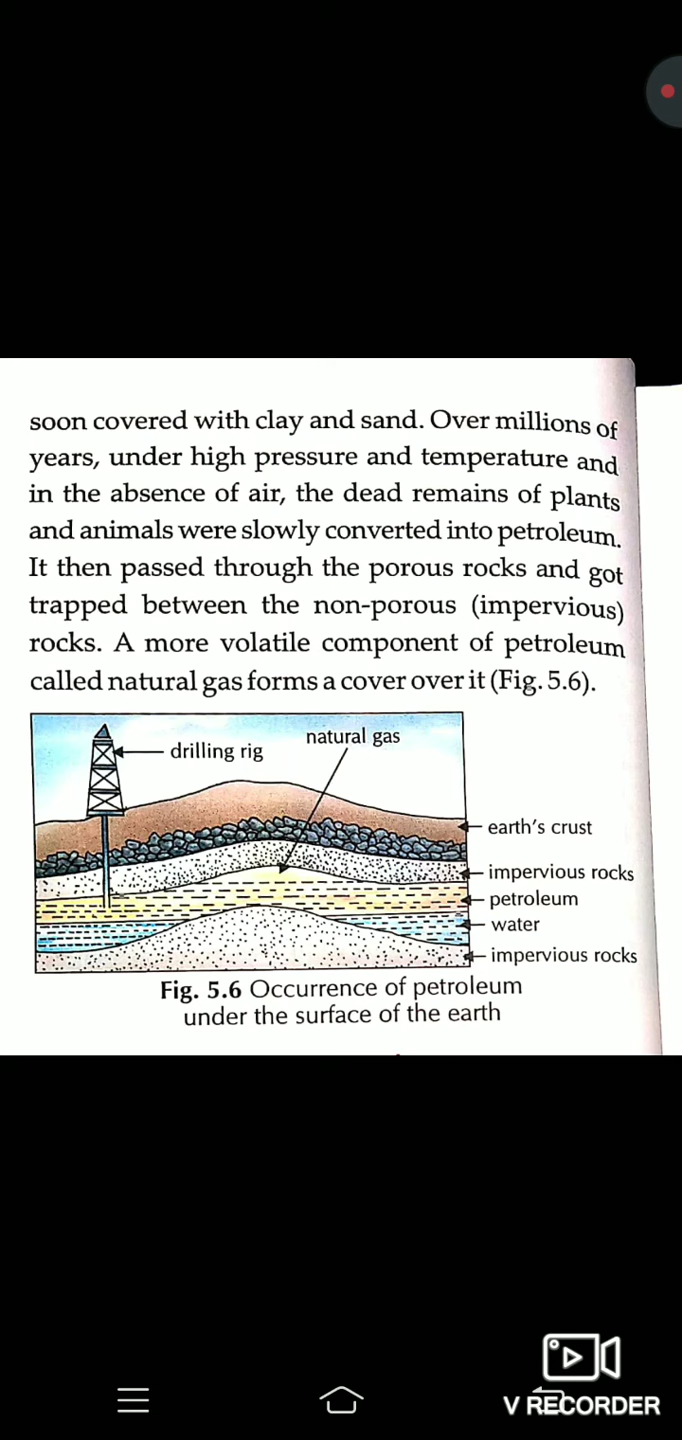 soon covered with clay and sand. Over millions of
years, under high pressure and temperature and
in the absence of air, the dead remains of plants
and animals were slowly converted into petroleum.
It then passed through the porous rocks and got
trapped between the non-porous (impervious)
rocks. A more volatile component of petroleum
called natural gas forms a cover over it (Fig. 5.6).
natural gas
drilling rig
earth's crust
impervious rocks
petroleum
water
impervious rocks
Fig. 5.6 Occurrence of petroleum
under the surface of the earth
V RECORDER